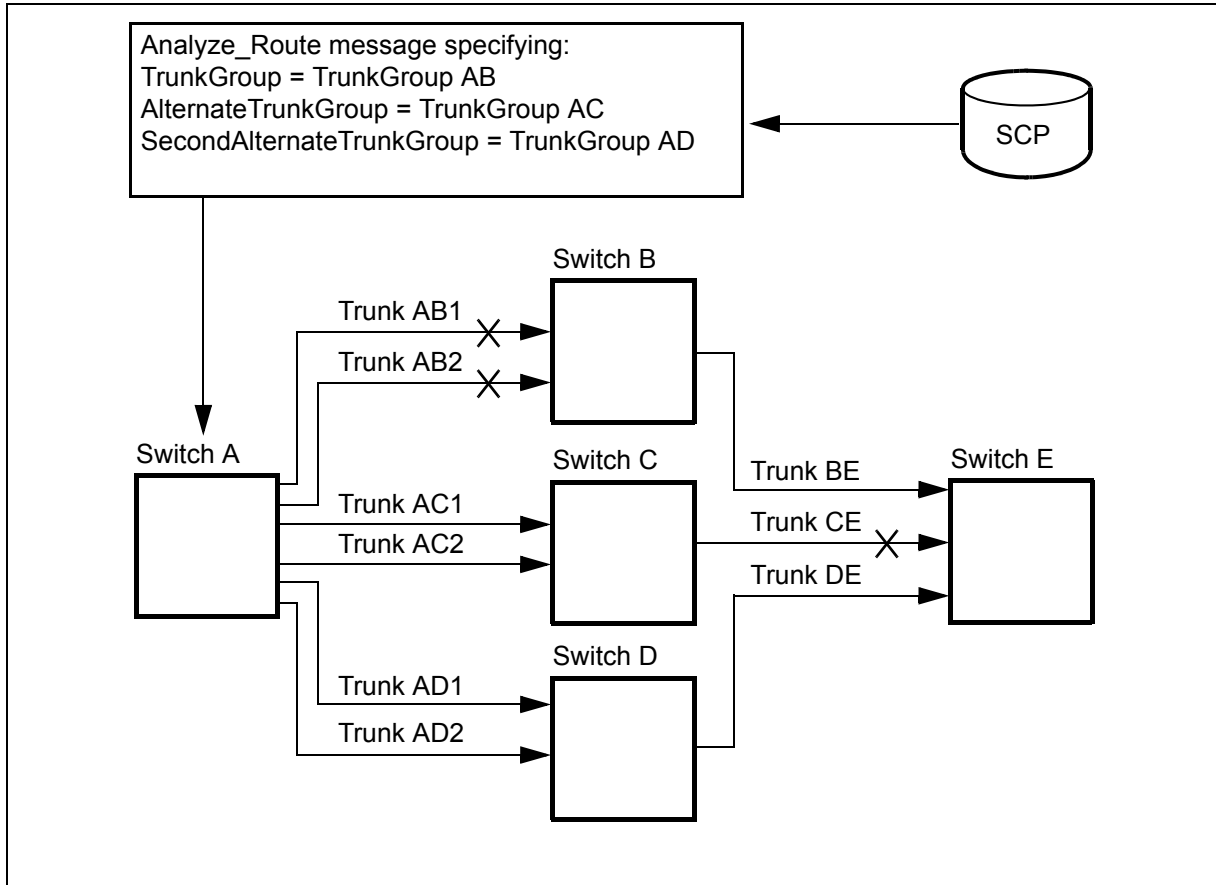 Analyze_Route message specifying:
TrunkGroup = TrunkGroup AB
AlternateTrunkGroup = TrunkGroup AC
SecondAlternateTrunkGroup = TrunkGroup AD
SCP
Switch B
Trunk AB1
Trunk AB2
Switch A
Switch C
Switch E
Trunk BE
Trunk AC1
Trunk CE
Trunk AC2
Trunk DE
Switch D
Trunk AD1
Trunk AD2